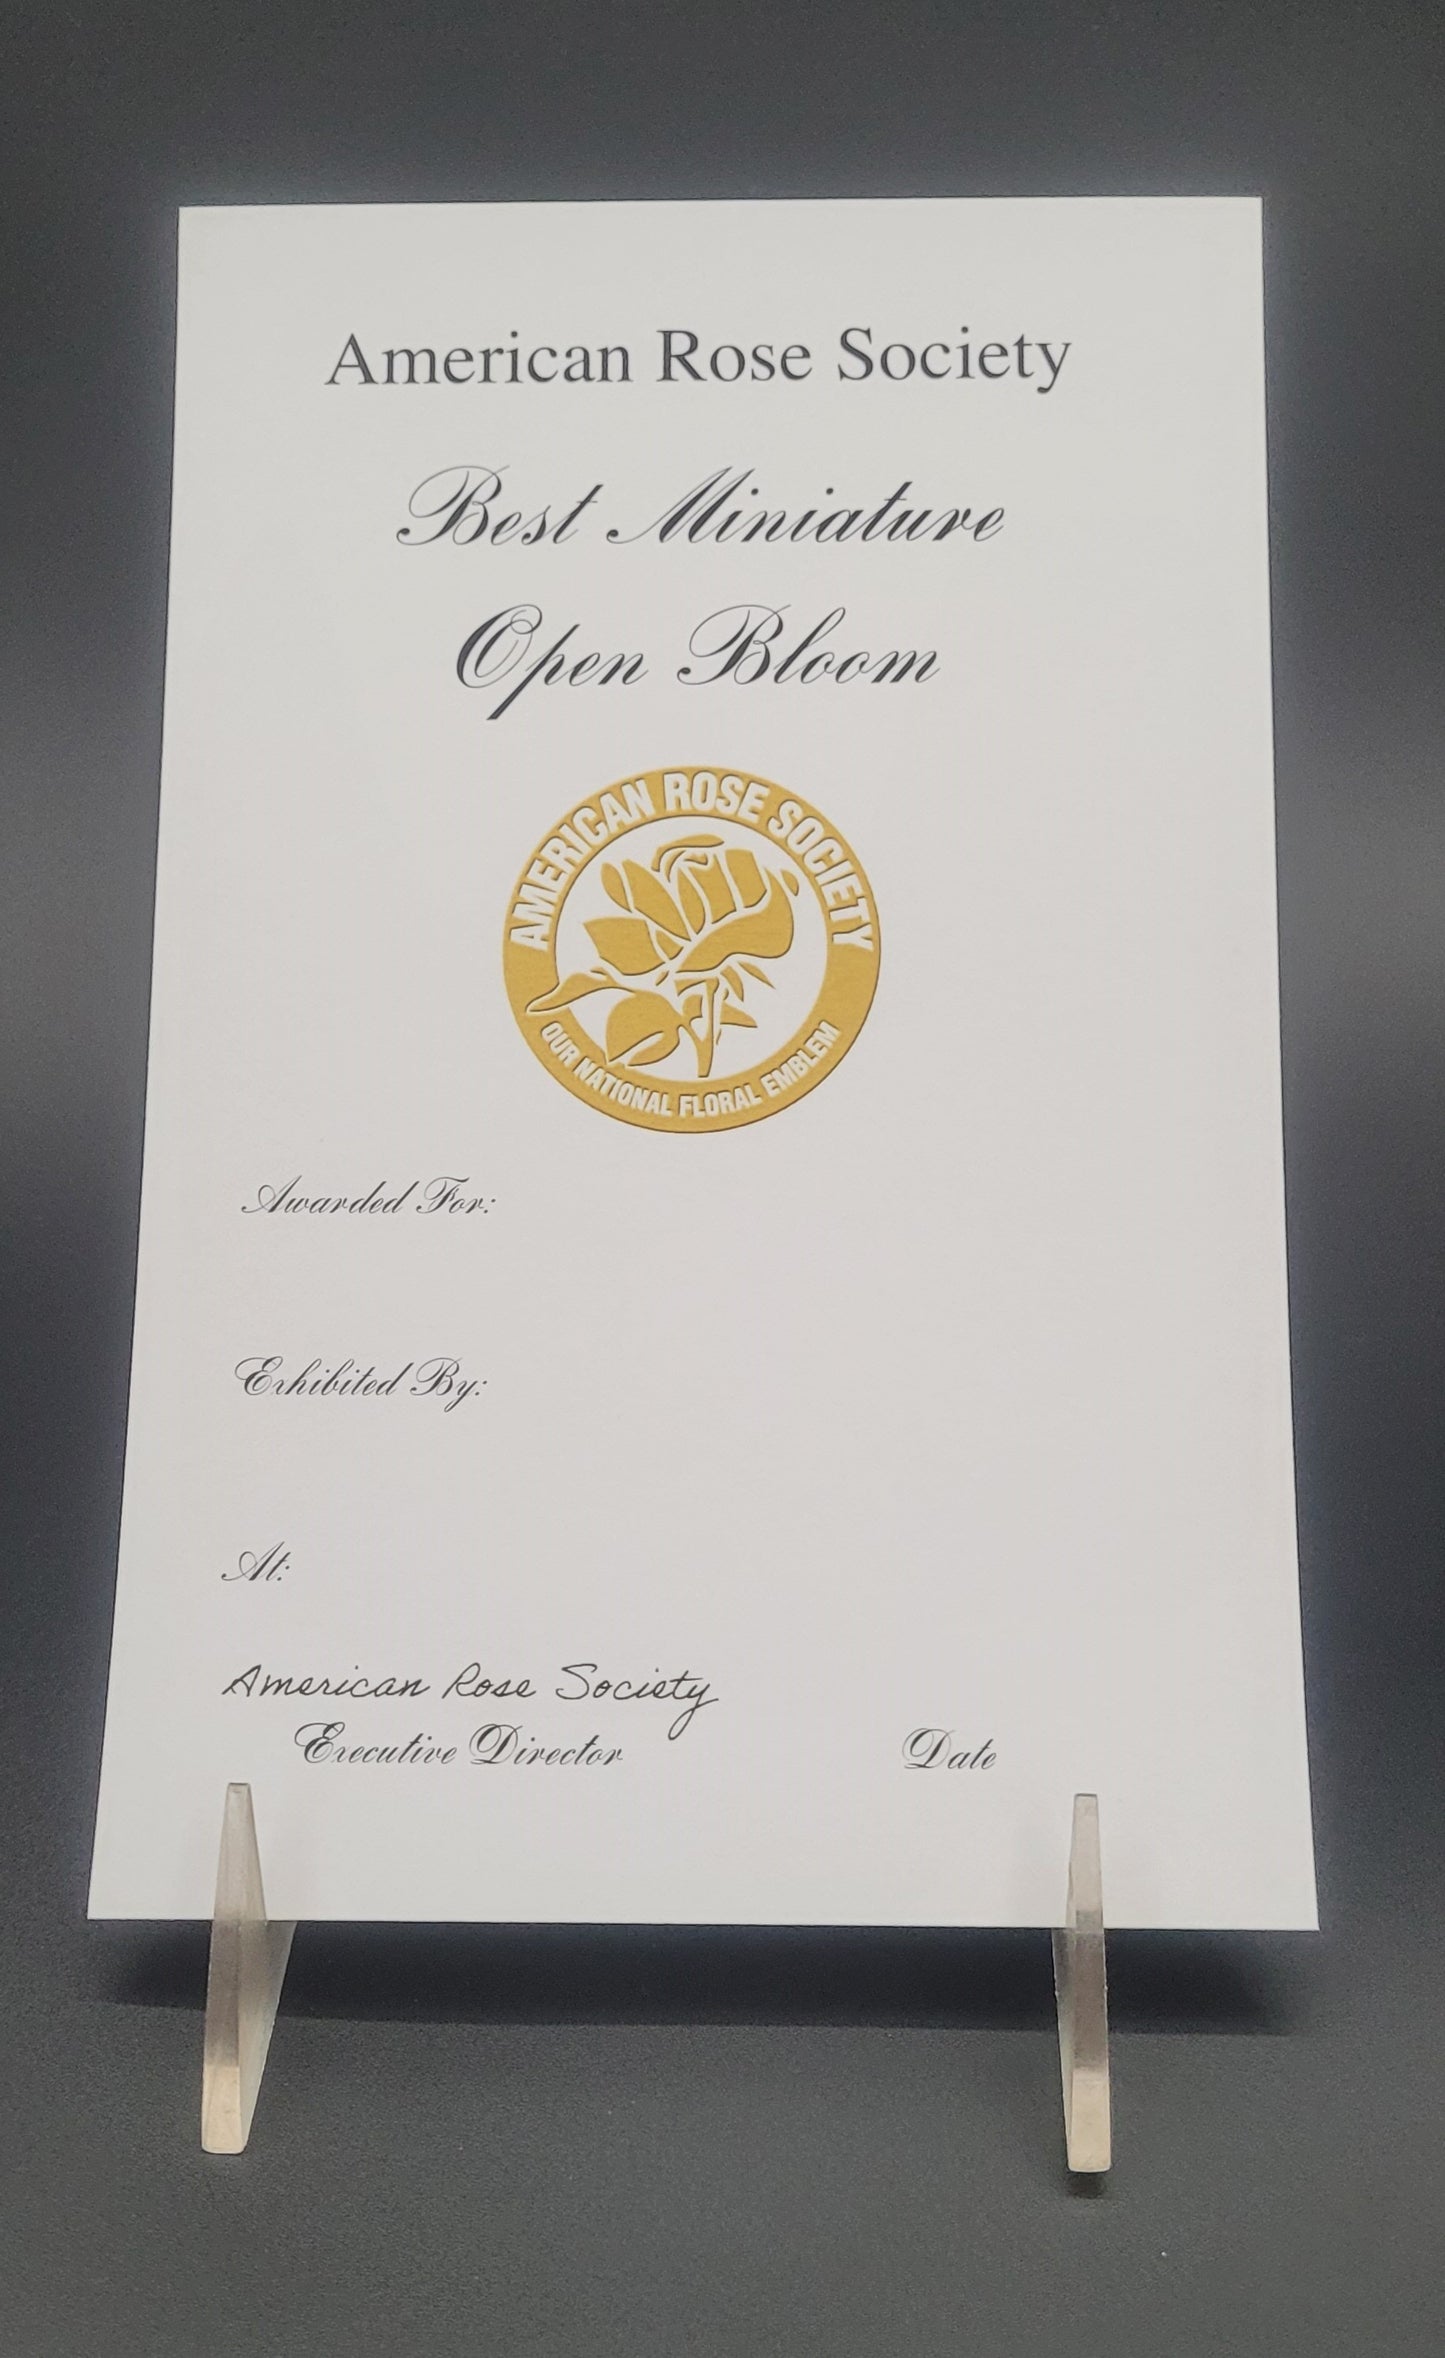 American Rose Society
Best Miniature
Open Bloom
AMERICAN ROSE SOCIETY
OUR NATIONAL FLORAL EMBLEM
Awarded For:
Exhibited By:
At:
American Rose Society
Executive Director
Date